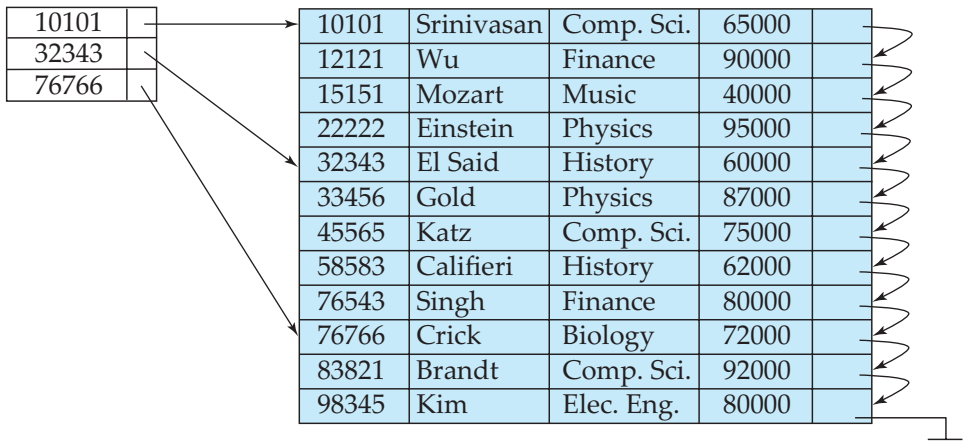 10101
32343
76766
10101 Srinivasan Comp. Sci. 65000
12121 Wu Finance 90000
15151 Mozart Music 40000
22222 Einstein Physics 95000
32343 El Said History 60000
33456 Gold Physics 87000
45565 Katz Comp. Sci. 75000
58583 Califieri History 62000
76543 Singh Finance 80000
76766 Crick Biology 72000
83821 Brandt Comp. Sci. 92000
98345 Kim Elec. Eng. 80000